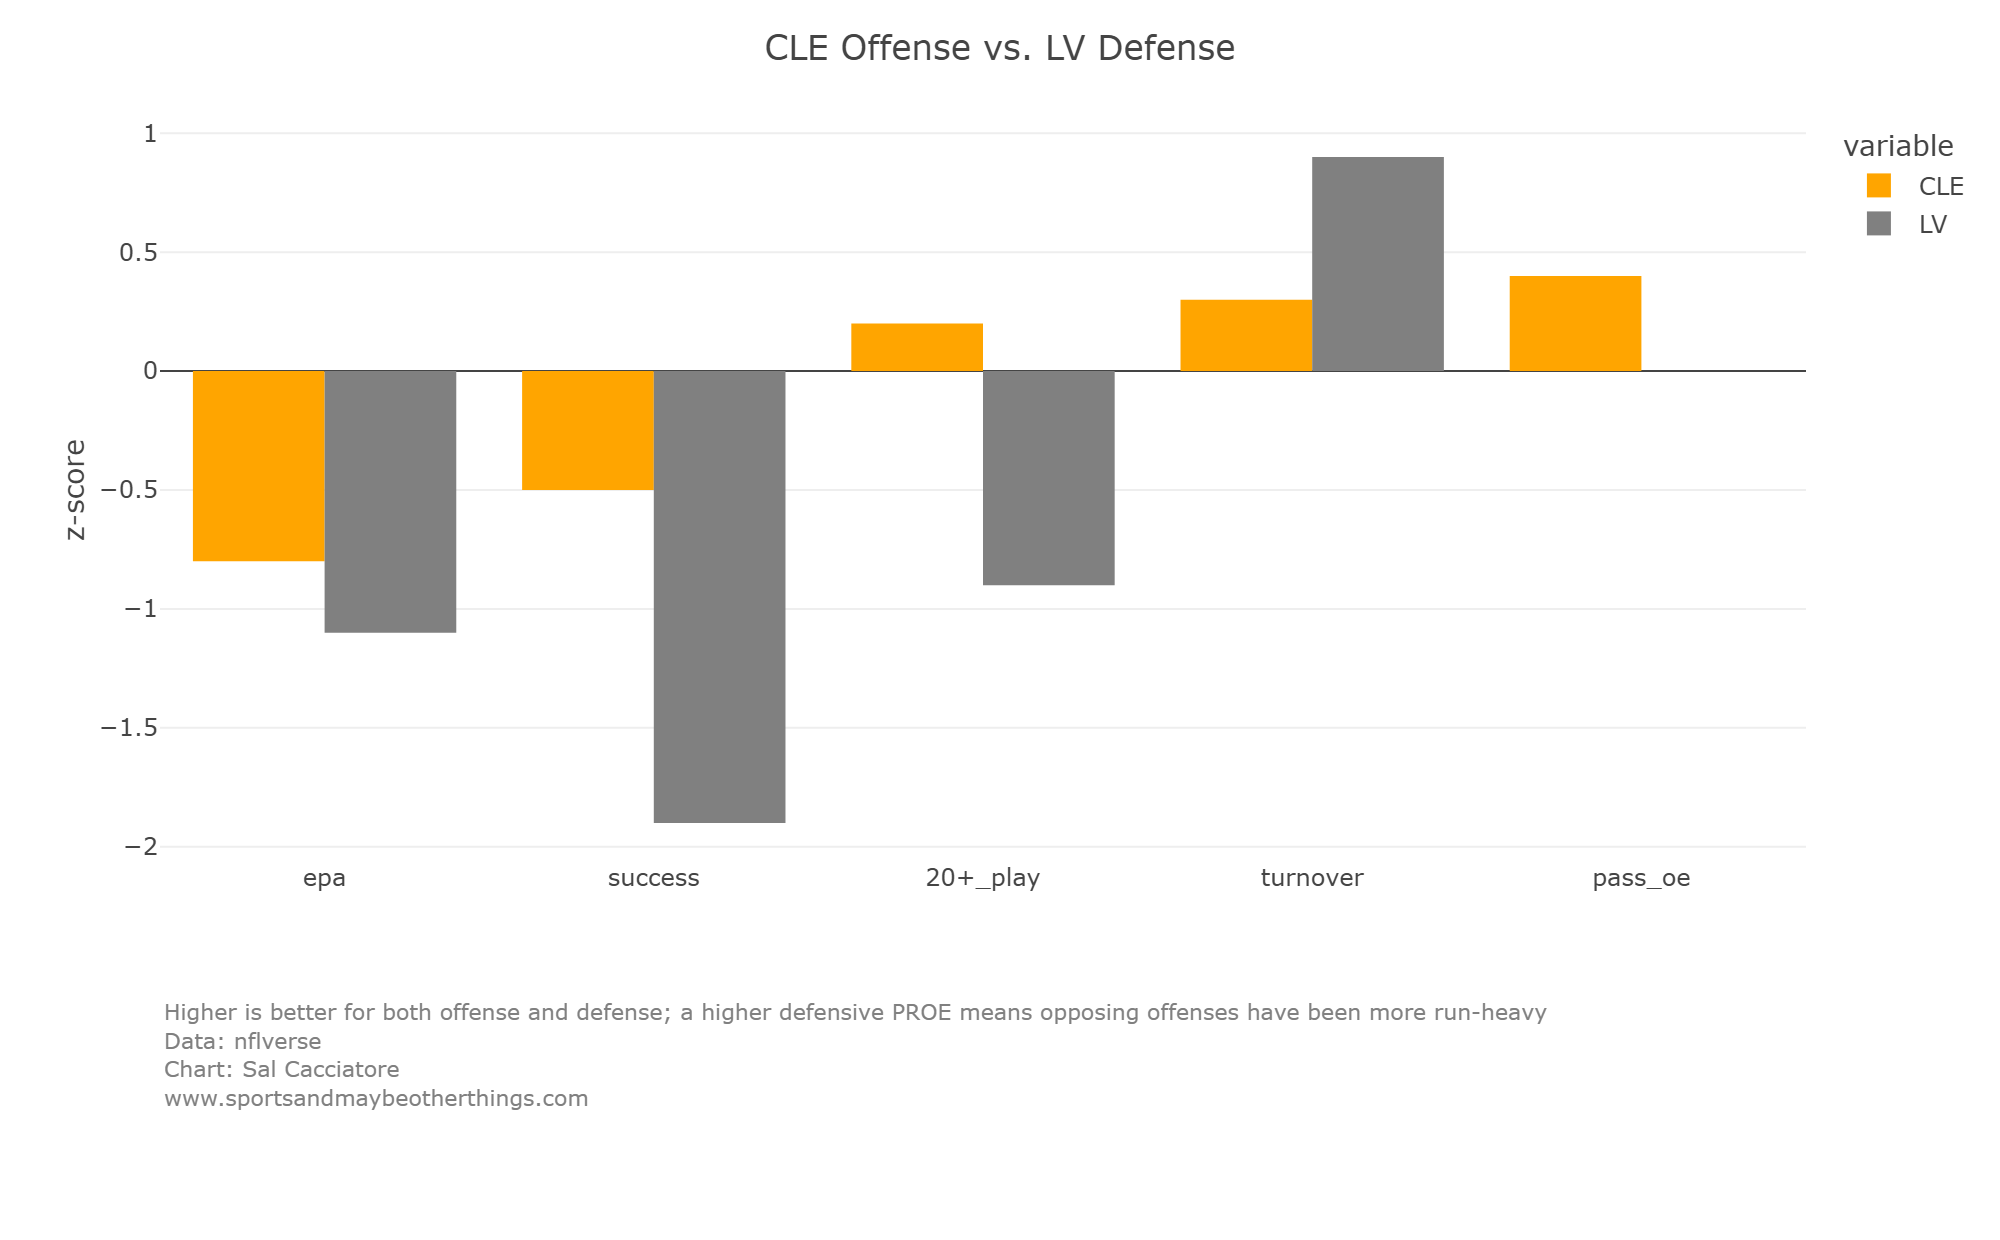 CLE Offense vs. LV Defense
1
0.5
0
−0.5
−1
−1.5
−2
z-score
epa
success
20+_play
turnover
pass_oe
variable
CLE
LV
Higher is better for both offense and defense; a higher defensive PROE means opposing offenses have been more run-heavy
Data: nflverse
Chart: Sal Cacciatore
www.sportsandmaybeotherthings.com